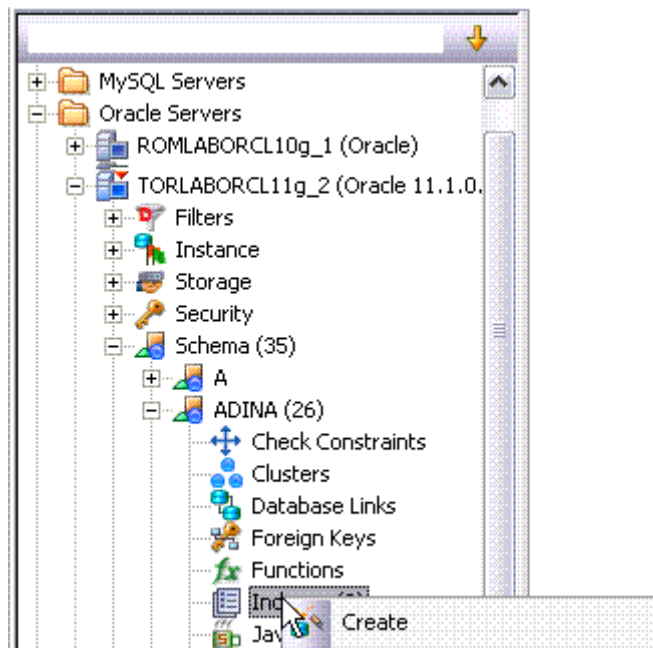 MySQL Servers
Oracle Servers
ROMLABORCL10g_1 (Oracle)
TORLABORCL11g_2 (Oracle 11.1.0.
Filters
Instance
Storage
Security
Schema (35)
A
ADINA (26)
Check Constraints
Clusters
Database Links
Foreign Keys
Functions
Create